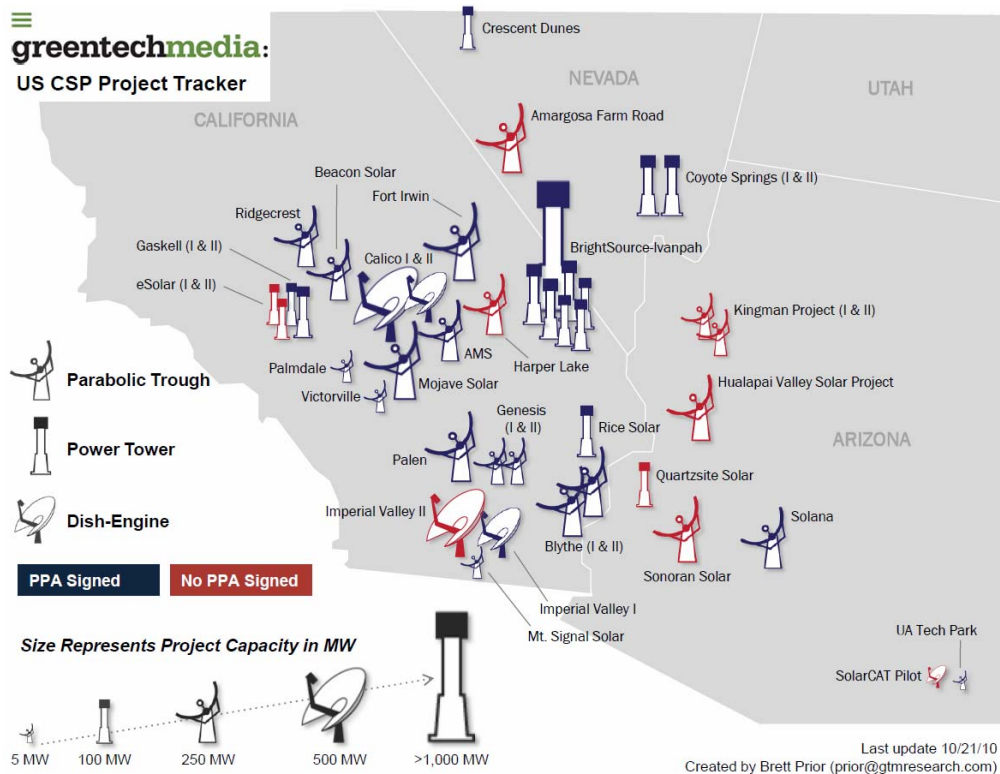 greentechmedia:
US CSP Project Tracker
Crescent Dunes
NEVADA
UTAH
CALIFORNIA
Amargosa Farm Road
Beacon Solar
Fort Irwin
Coyote Springs (I & II)
Ridgecrest
Gaskell (I & II)
Calico I & II
BrightSource-Ivanpah
eSolar (I & II)
Kingman Project (I & II)
AMS
Harper Lake
Palmdale
Mojave Solar
Victorville
Hualapai Valley Solar Project
Parabolic Trough
Genesis
(I & II)
Rice Solar
ARIZONA
Power Tower
Palen
Quartzsite Solar
Imperial Valley II
Dish-Engine
Solana
Blythe (I & II)
Sonoran Solar
PPA Signed
No PPA Signed
Imperial Valley I
Mt. Signal Solar
Size Represents Project Capacity in MW
UA Tech Park
SolarCAT Pilot
5 MW
100 MW
250 MW
500 MW
>1,000 MW
Last update 10/21/10
Created by Brett Prior (prior@gtmresearch.com)